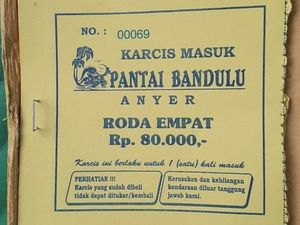 NO. : 00069
KARCIS MASUK
PANTAI BANDULU
ANYER
RODA EMPAT
Rp. 80.000,-
Karcis ini berlaku untuk 1 (satu) kali masuk
PERHATIAN !!!
Karcis yang sudah dibeli
tidak dapat ditukar/kembali
Kerusakan dan kehilangan
kendaraan diluar tanggung
jawab kami.